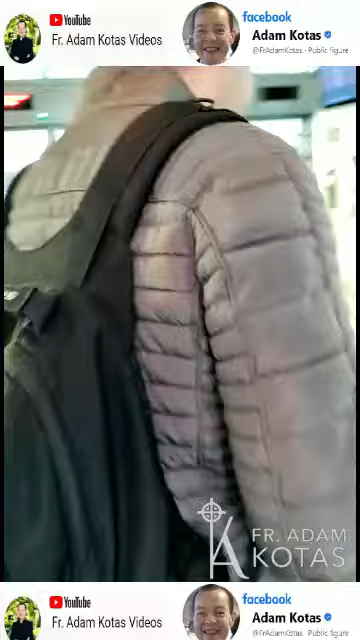 YouTube
Fr. Adam Kotas Videos
facebook
Adam Kotas
@FrAdamKotas · Public figure
FR. ADAM
KOTAS
YouTube
Fr. Adam Kotas Videos
facebook
Adam Kotas
@FrAdamKotas · Public figure